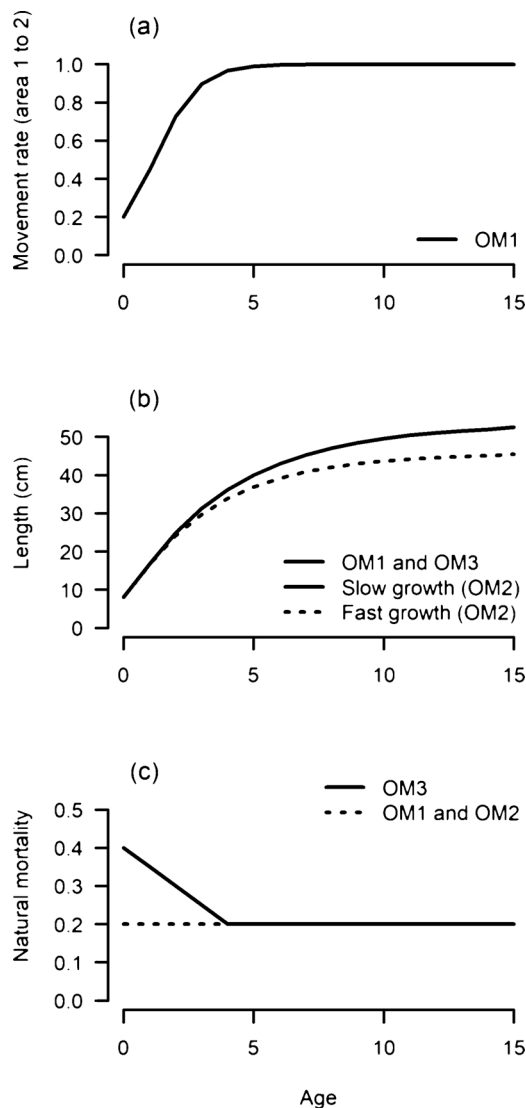 (a)
Movement rate (area 1 to 2)
1.0
0.8
0.6
0.4
0.2
0.0
OM1
0 5 10 15
(b)
Length (cm)
50
40
30
20
10
0
OM1 and OM3
Slow growth (OM2)
Fast growth (OM2)
0 5 10 15
(c)
Natural mortality
0.5
0.4
0.3
0.2
0.1
0.0
OM3
OM1 and OM2
0 5 10 15
Age